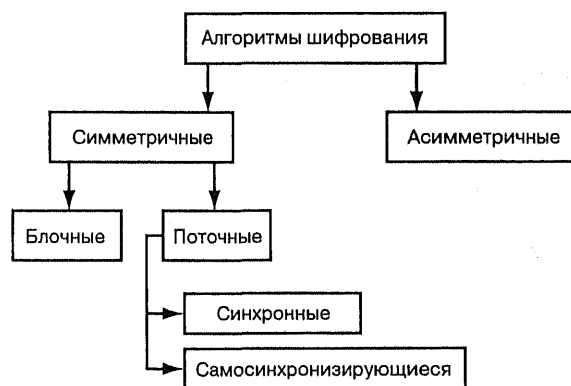 Алгоритмы шифрования
Симметричные
Асимметричные
Блочные
Поточные
Синхронные
Самосинхронизирующиеся